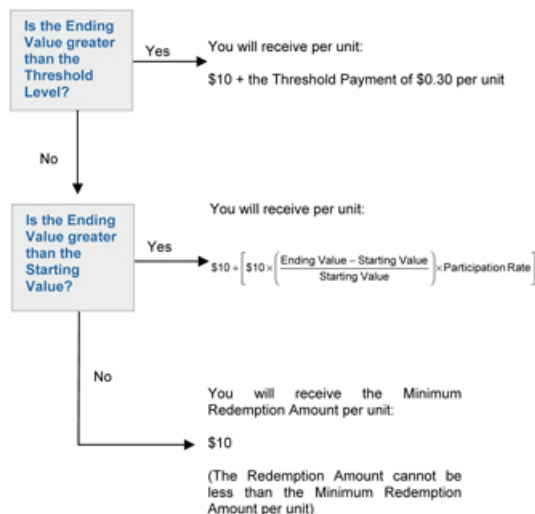 Is the Ending
Value greater
than the
Threshold
Level?
Yes
You will receive per unit:
$10 + the Threshold Payment of $0.30 per unit
No
Is the Ending
Value greater
than the
Starting
Value?
Yes
You will receive per unit:
$10 + [ $10 × ( Ending Value – Starting Value / Starting Value ) × Participation Rate ]
No
You will receive the Minimum
Redemption Amount per unit:
$10
(The Redemption Amount cannot be
less than the Minimum Redemption
Amount per unit)